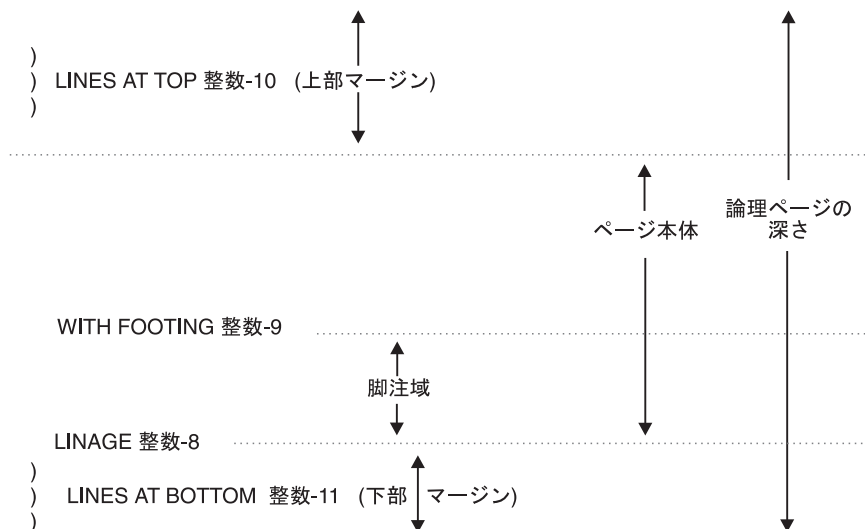 )
) LINES AT TOP 整数-10 (上部マージン)
)
論理ページの
深さ
ページ本体
WITH FOOTING 整数-9
脚注域
LINAGE 整数-8
)
) LINES AT BOTTOM 整数-11 (下部 マージン)
)